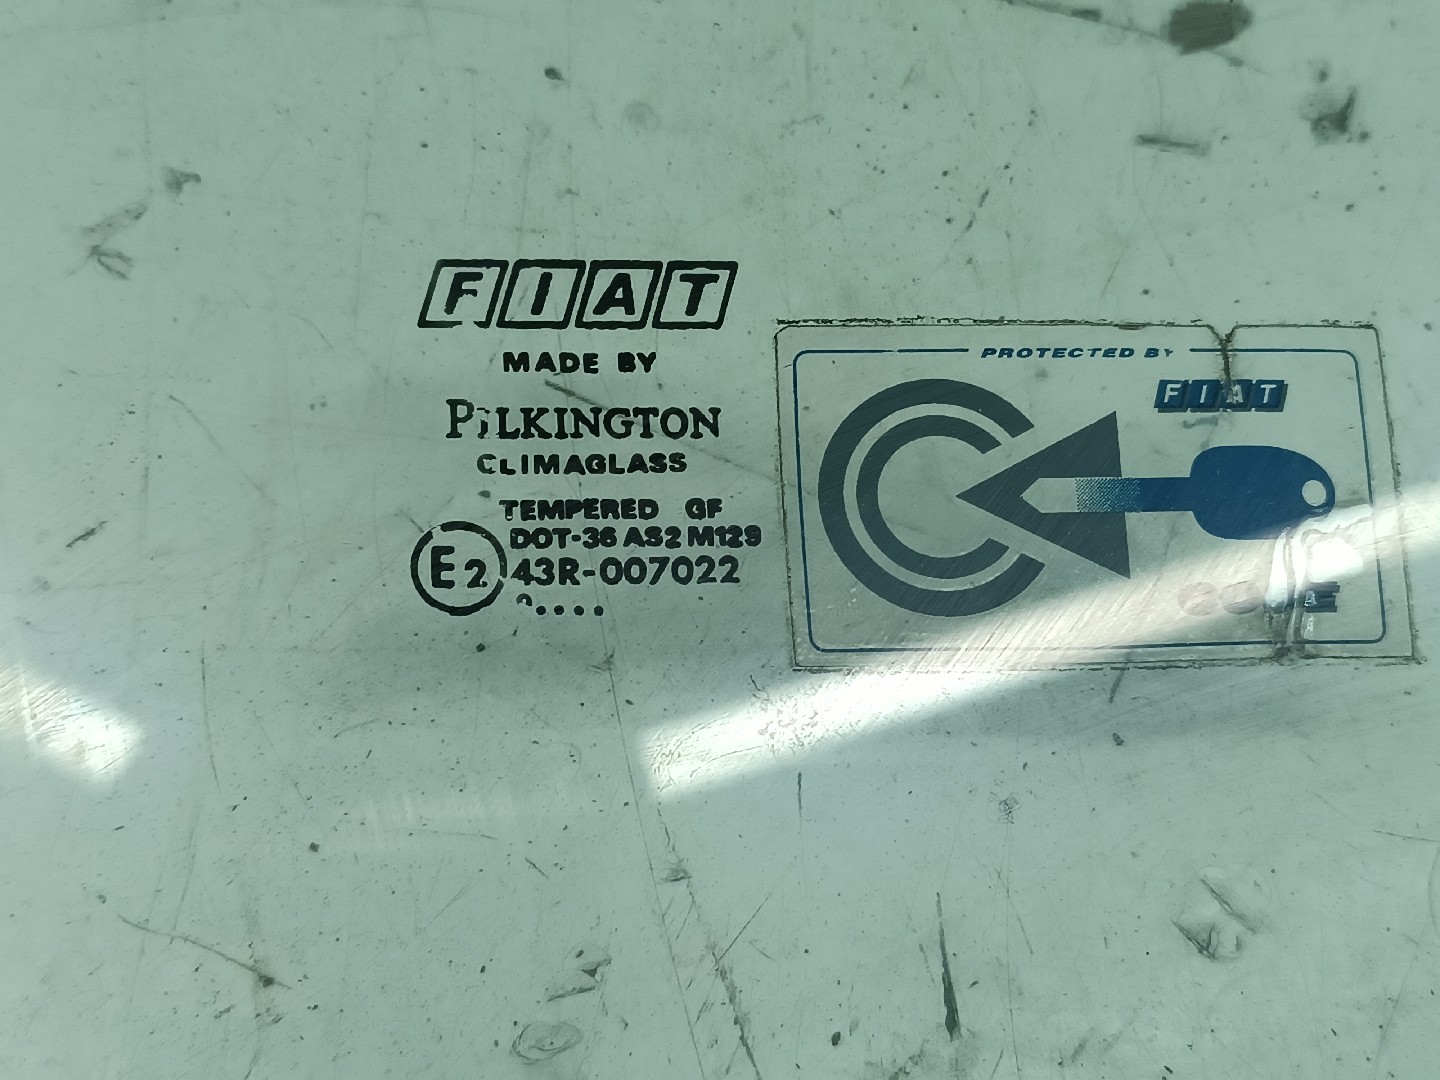 FIAT
MADE BY
PILKINGTON
CLIMAGLASS
TEMPERED GF
DOT-36 AS2 M129
E2 43R-007022
PROTECTED BY
FIAT